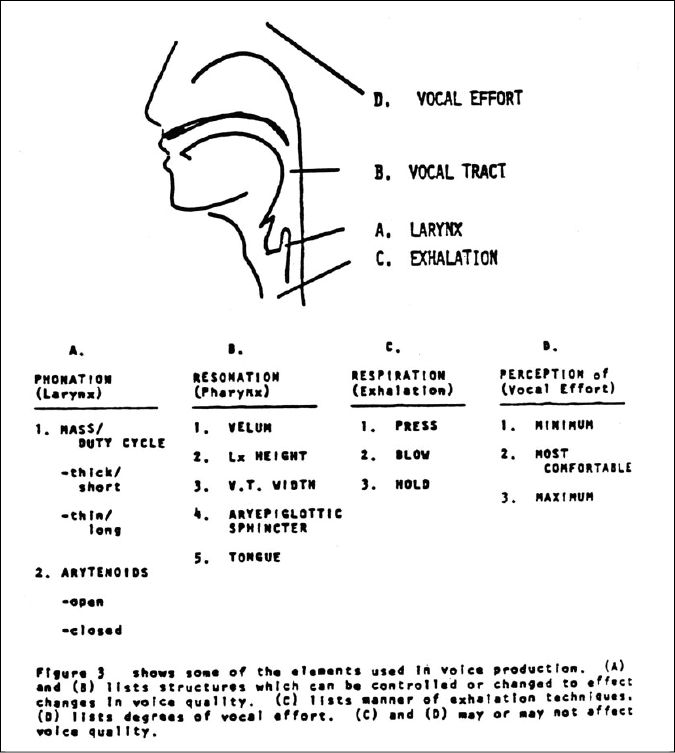 D. VOCAL EFFORT
B. VOCAL TRACT
A. LARYNX
C. EXHALATION
A.
PHONATION
(Larynx)
1. MASS/
DUTY CYCLE
-thick/
short
-thin/
long
2. ARYTENOIDS
-open
-closed
B.
RESONATION
(Pharynx)
1. VELUM
2. Lx HEIGHT
3. V.T. WIDTH
4. ARYEPIGLOTTIC
SPHINCTER
5. TONGUE
C.
RESPIRATION
(Exhalation)
1. PRESS
2. BLOW
3. HOLD
D.
PERCEPTION of
(Vocal Effort)
1. MINIMUM
2. MOST
COMFORTABLE
3. MAXIMUM
Figure 3 shows some of the elements used in voice production. (A)
and (B) lists structures which can be controlled or changed to effect
changes in voice quality. (C) lists manner of exhalation techniques.
(D) lists degrees of vocal effort. (C) and (D) may or may not affect
voice quality.